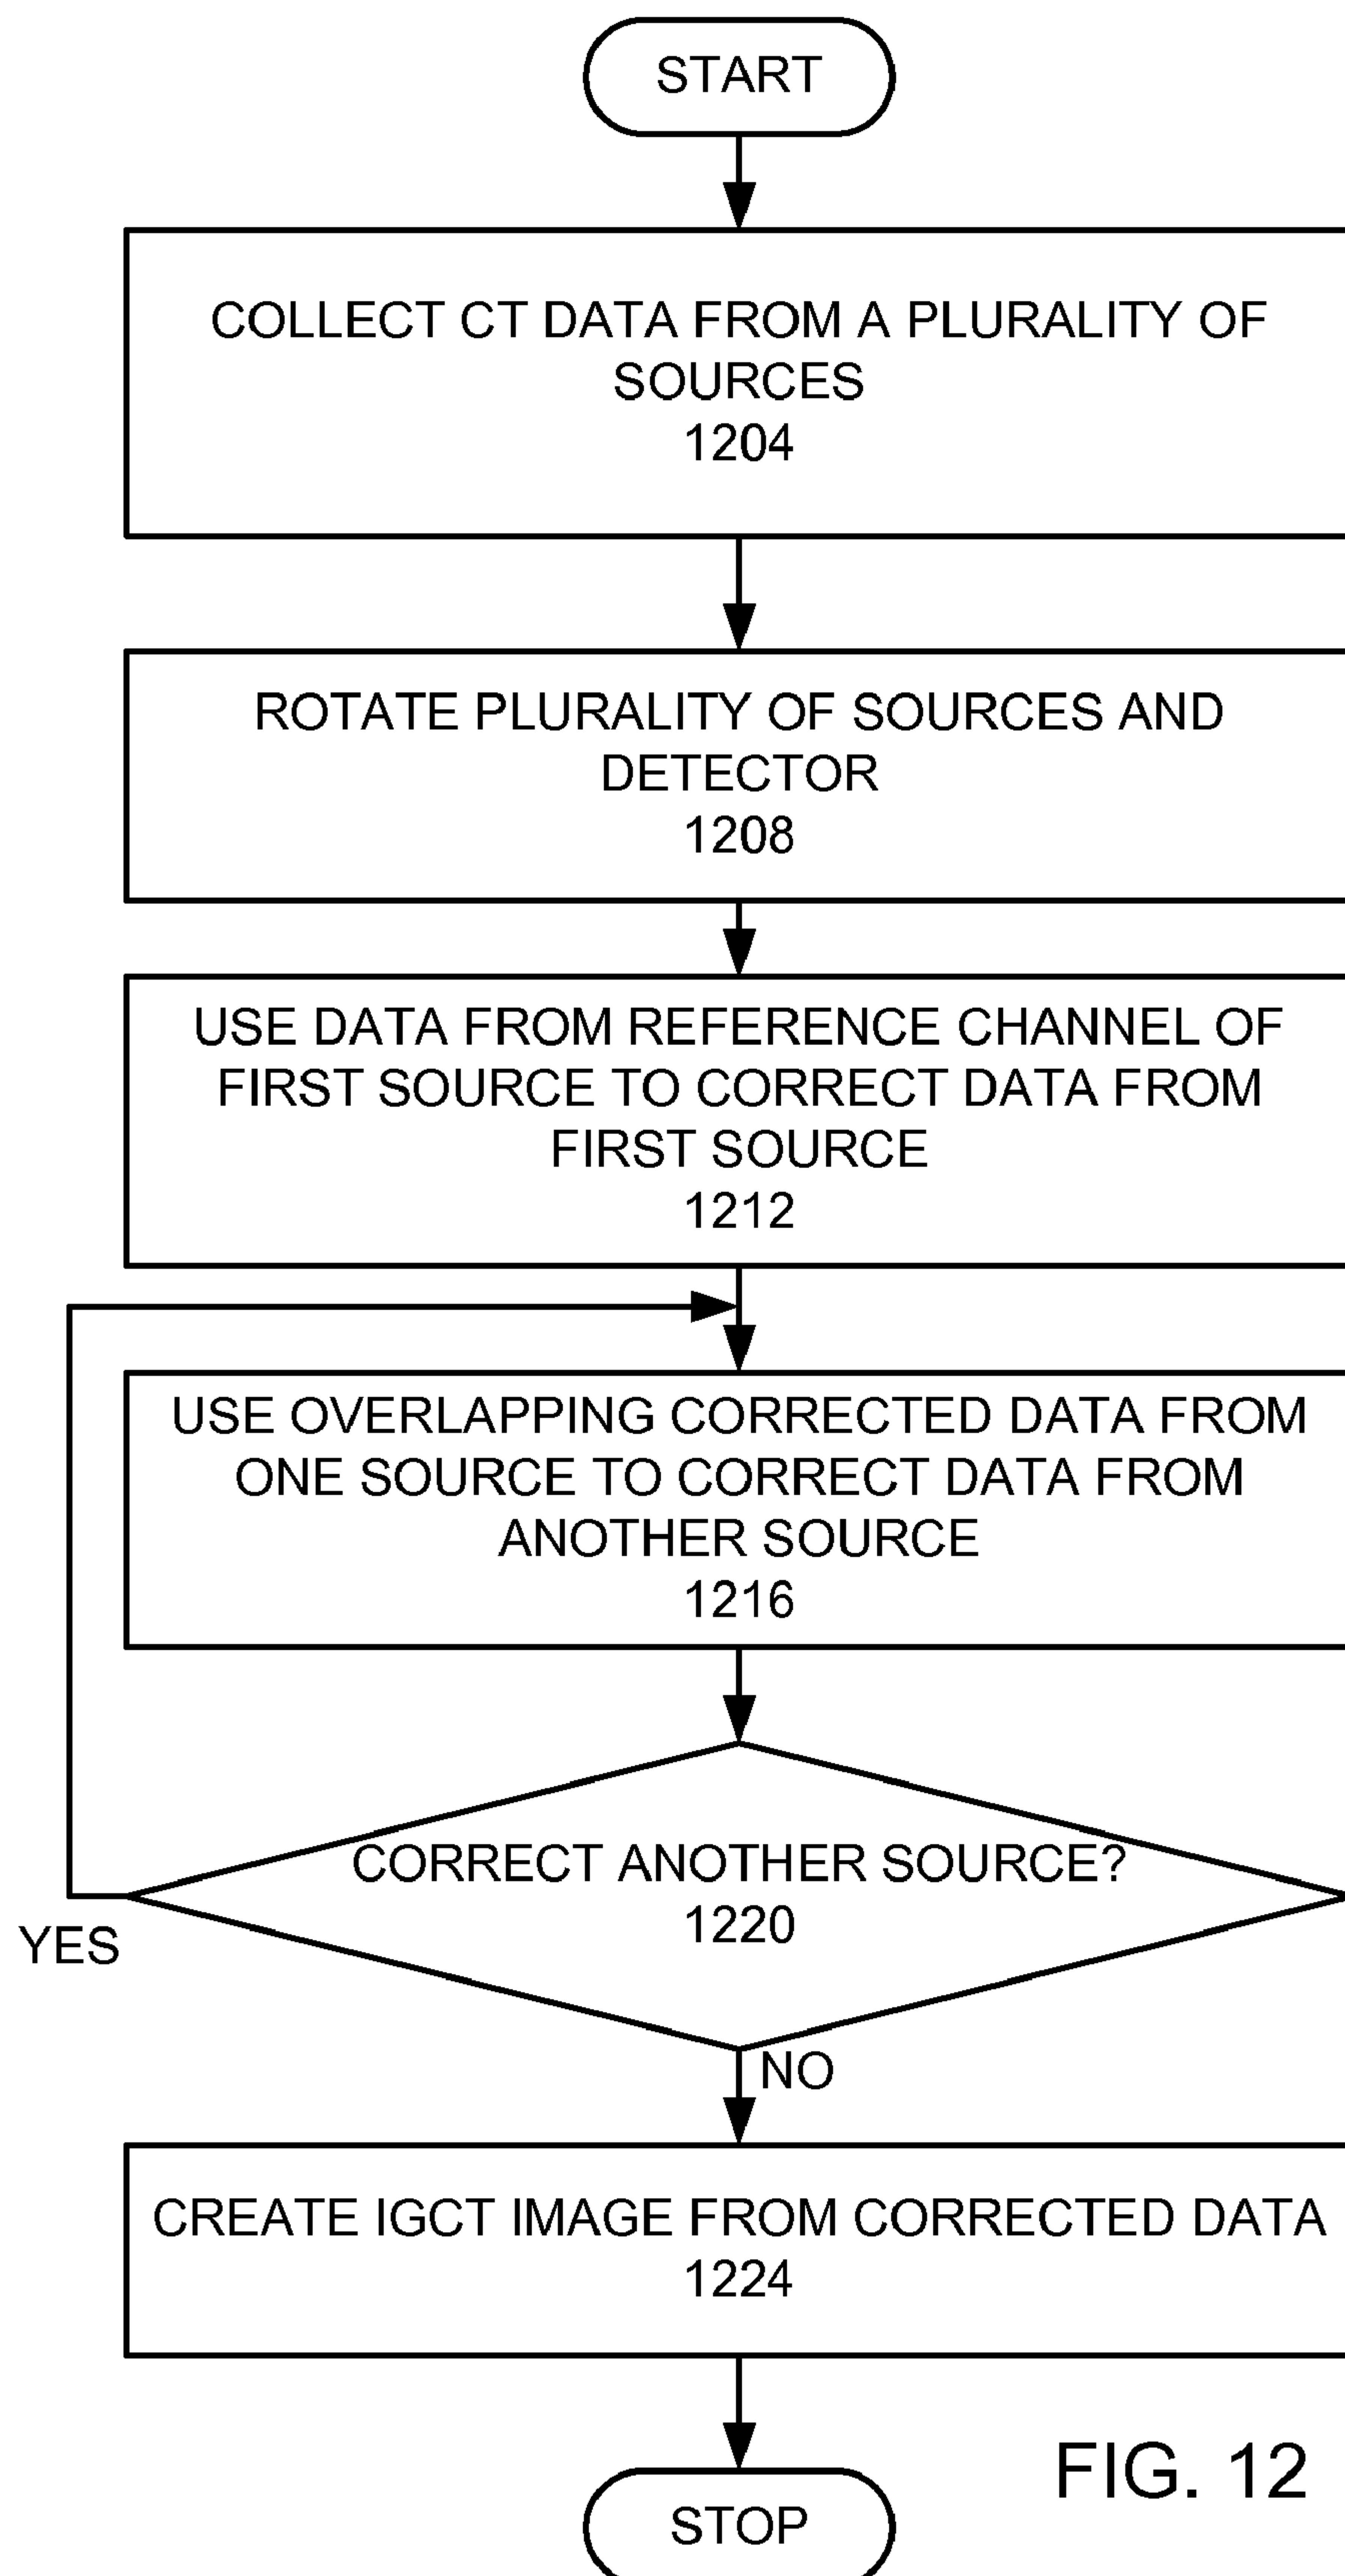 START
COLLECT CT DATA FROM A PLURALITY OF
SOURCES
1204
ROTATE PLURALITY OF SOURCES AND
DETECTOR
1208
USE DATA FROM REFERENCE CHANNEL OF
FIRST SOURCE TO CORRECT DATA FROM
FIRST SOURCE
1212
USE OVERLAPPING CORRECTED DATA FROM
ONE SOURCE TO CORRECT DATA FROM
ANOTHER SOURCE
1216
CORRECT ANOTHER SOURCE?
1220
YES
NO
CREATE IGCT IMAGE FROM CORRECTED DATA
1224
FIG. 12
STOP